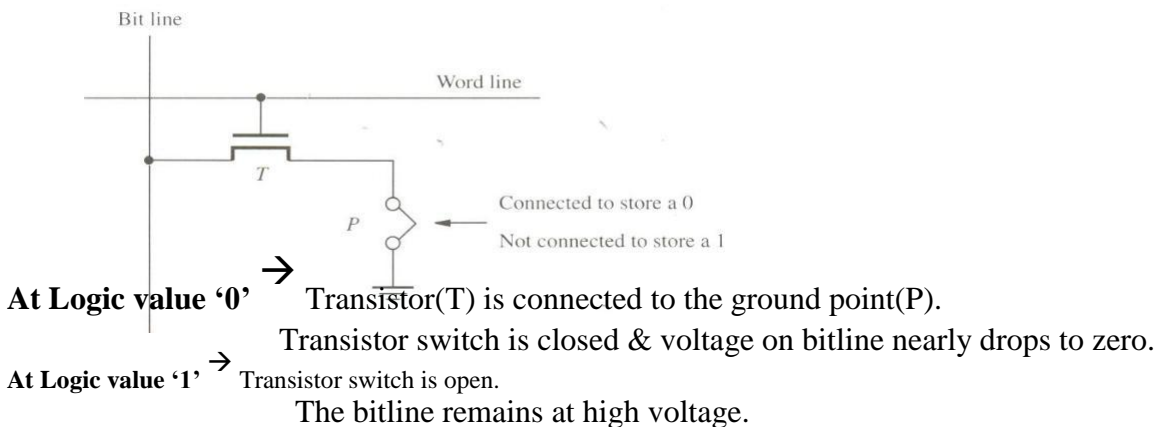 Bit line
Word line
T
P
Connected to store a 0
Not connected to store a 1
At Logic value ‘0’ → Transistor(T) is connected to the ground point(P).
Transistor switch is closed & voltage on bitline nearly drops to zero.
At Logic value ‘1’ → Transistor switch is open.
The bitline remains at high voltage.